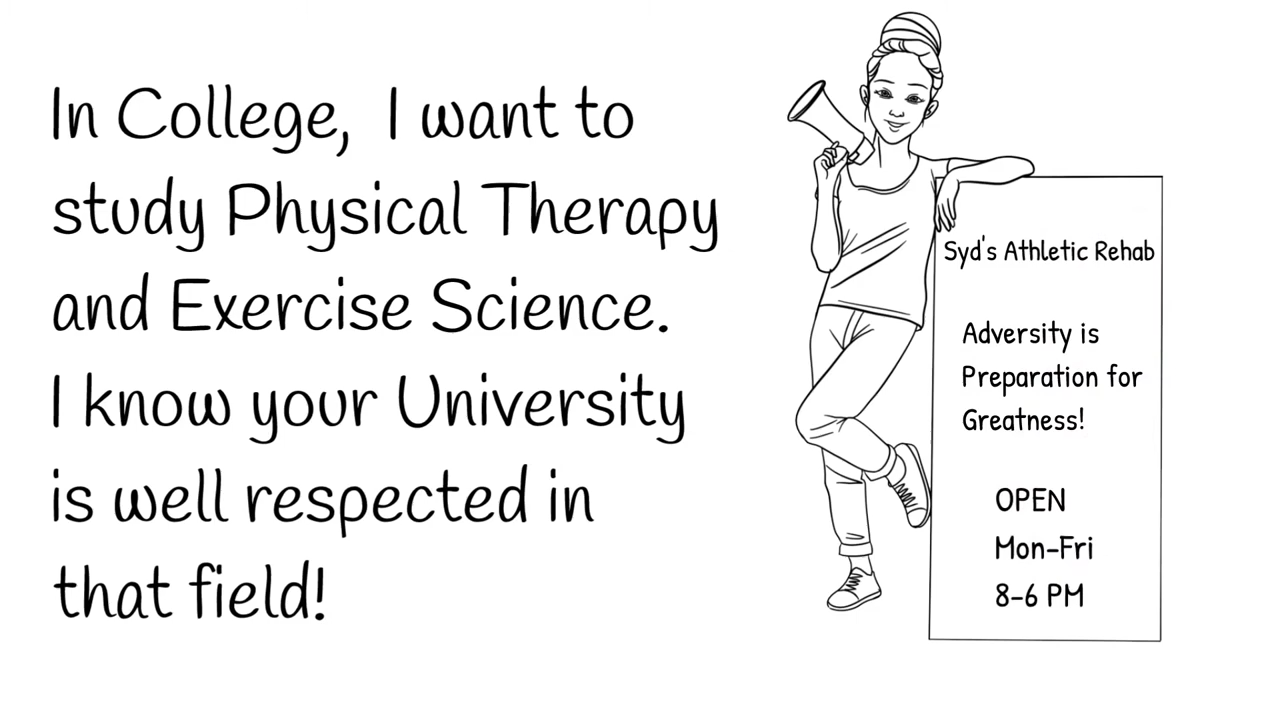 In College, I want to
study Physical Therapy
and Exercise Science.
I know your University
is well respected in
that field!
Syd's Athletic Rehab
Adversity is
Preparation for
Greatness!
OPEN
Mon-Fri
8-6 PM